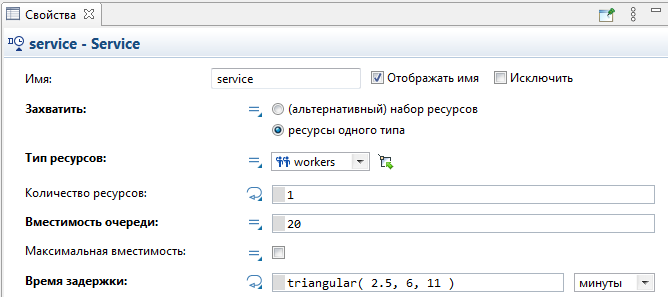 Свойства
service - Service
Имя: service Отображать имя Исключить
Захватить: (альтернативный) набор ресурсов
ресурсы одного типа
Тип ресурсов: workers
Количество ресурсов: 1
Вместимость очереди: 20
Максимальная вместимость:
Время задержки: triangular( 2.5, 6, 11 ) минуты